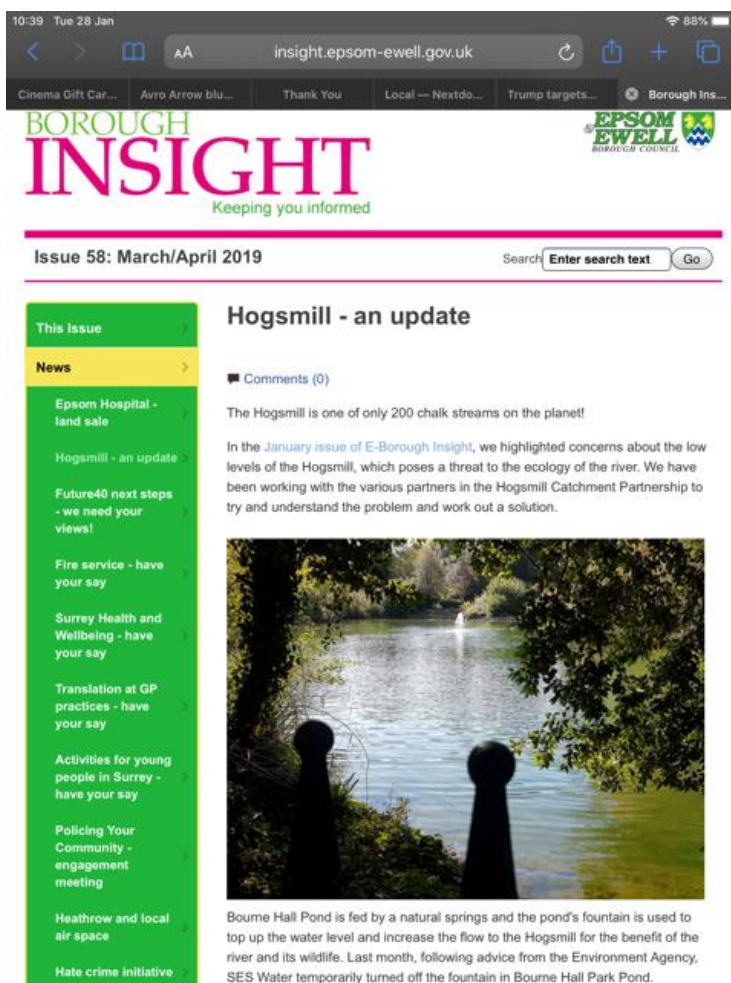 10:39 Tue 28 Jan
88%
AA
insight.epsom-ewell.gov.uk
Cinema Gift Car...
Avro Arrow blu...
Thank You
Local — Nextdo...
Trump targets...
Borough Ins...
BOROUGH
INSIGHT
Keeping you informed
EPSOM
& EWELL
BOROUGH COUNCIL
Issue 58: March/April 2019
Search
Enter search text
Go
This Issue
News
Epsom Hospital -
land sale
Hogsmill - an update
Future40 next steps
- we need your
views!
Fire service - have
your say
Surrey Health and
Wellbeing - have
your say
Translation at GP
practices - have
your say
Activities for young
people in Surrey -
have your say
Policing Your
Community -
engagement
meeting
Heathrow and local
air space
Hate crime initiative
Hogsmill - an update
Comments (0)
The Hogsmill is one of only 200 chalk streams on the planet!
In the January issue of E-Borough Insight, we highlighted concerns about the low
levels of the Hogsmill, which poses a threat to the ecology of the river. We have
been working with the various partners in the Hogsmill Catchment Partnership to
try and understand the problem and work out a solution.
Bourne Hall Pond is fed by a natural springs and the pond's fountain is used to
top up the water level and increase the flow to the Hogsmill for the benefit of the
river and its wildlife. Last month, following advice from the Environment Agency,
SES Water temporarily turned off the fountain in Bourne Hall Park Pond.